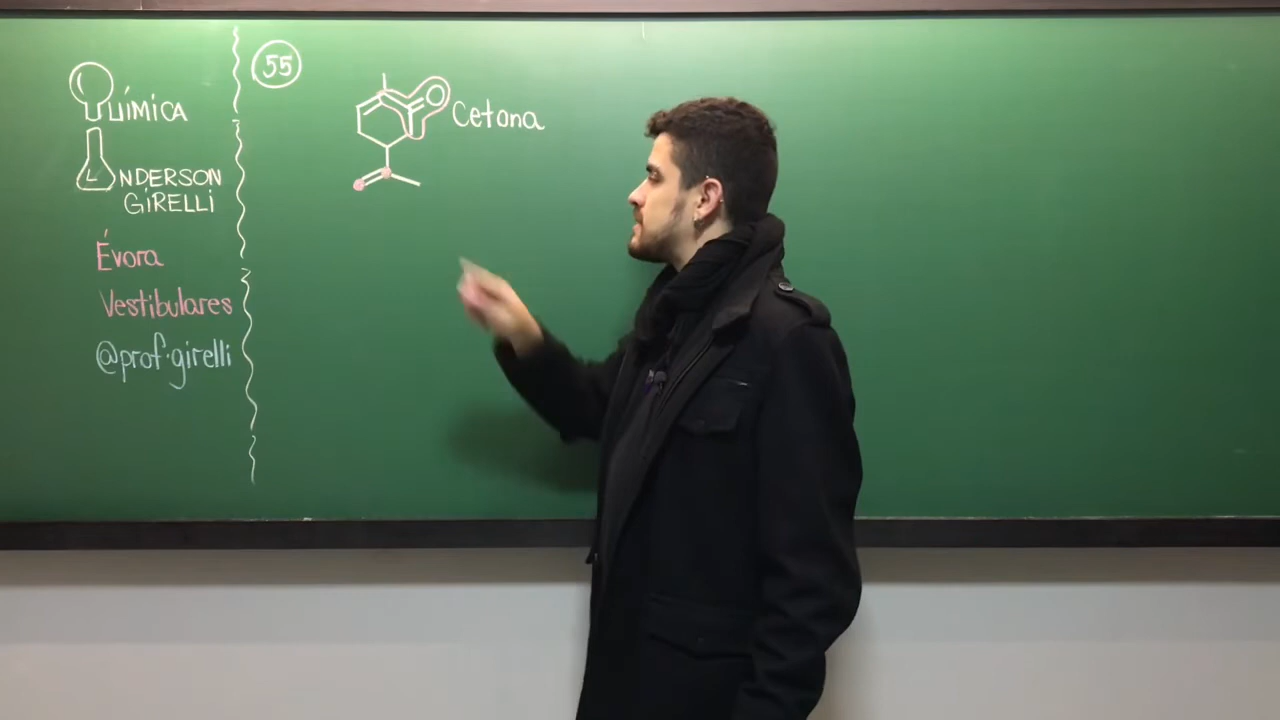 QUÍMICA
ANDERSON
GiRELLi
Évora
Vestibulares
@prof.girelli
55
O
Cetona